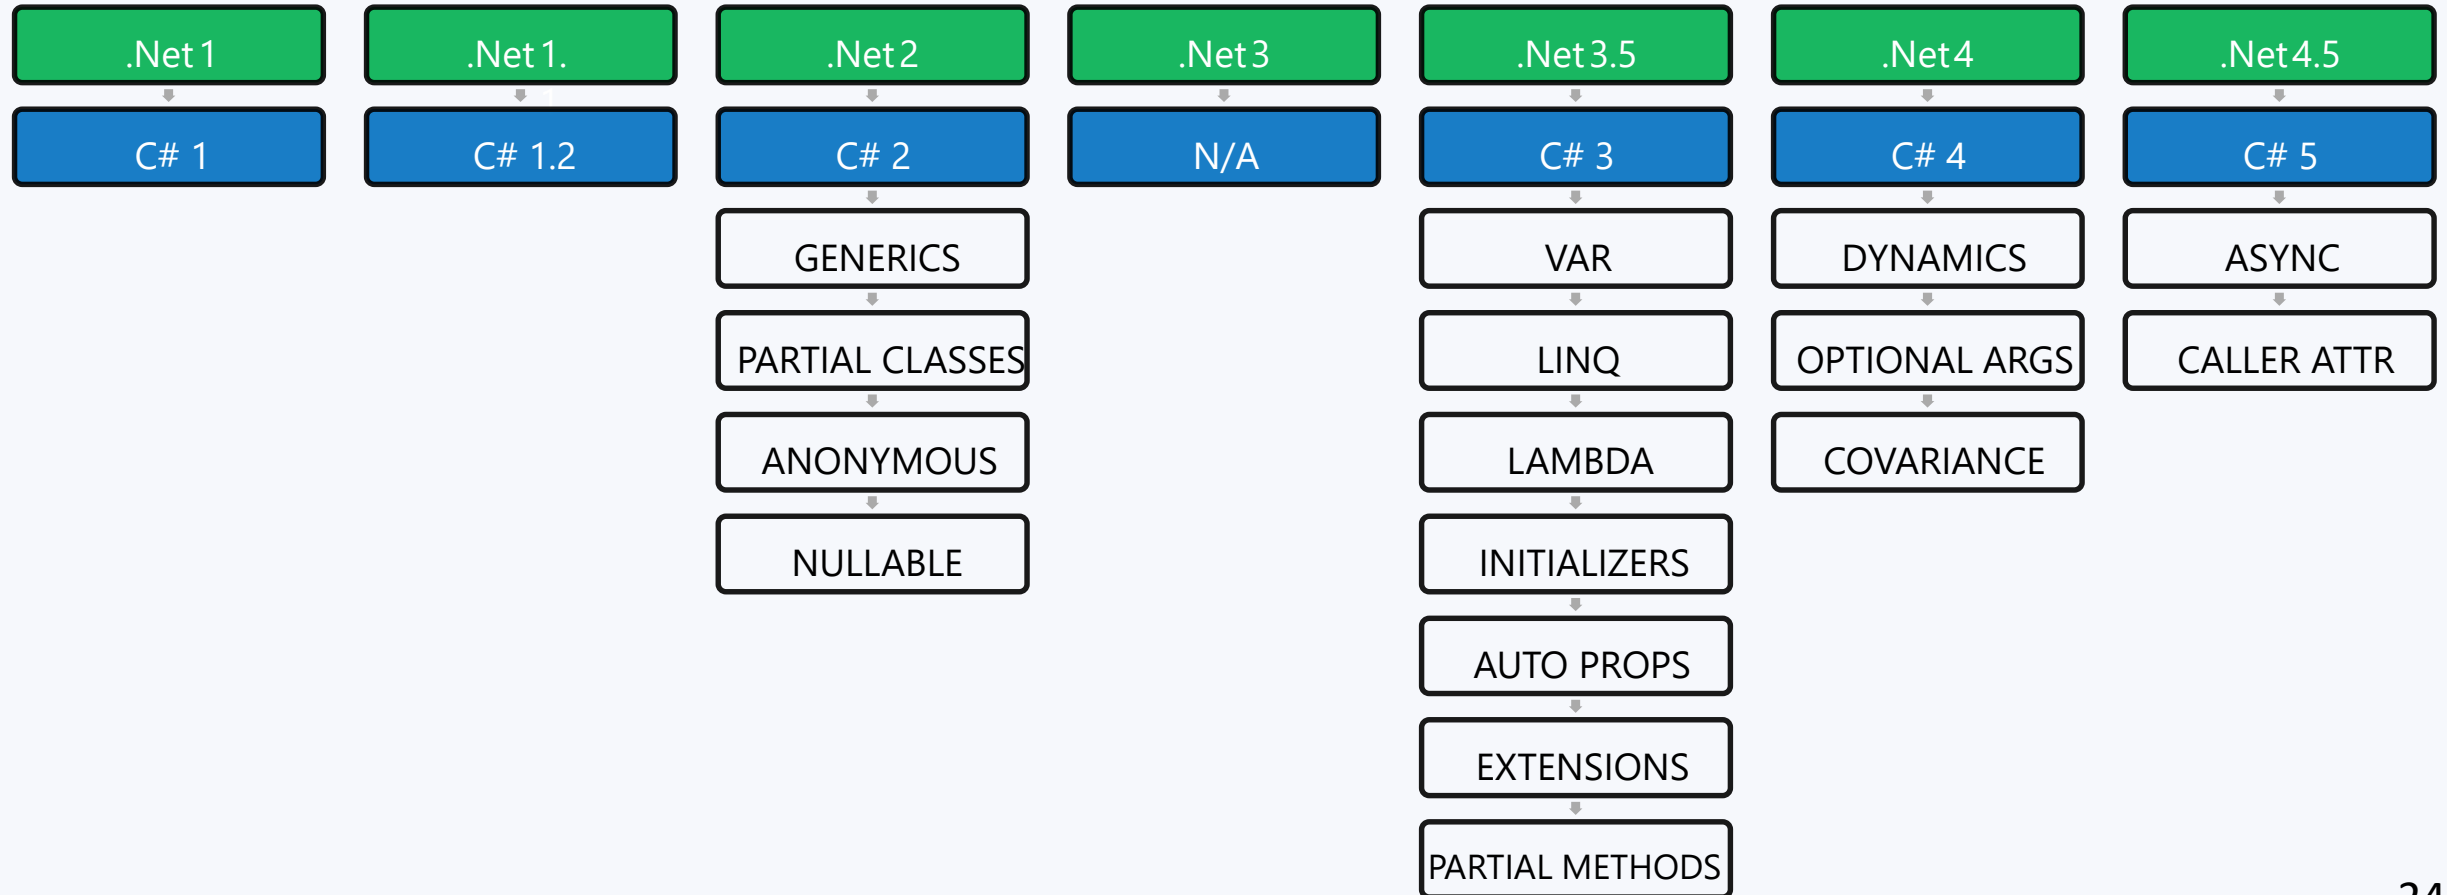 .Net 1
C# 1
.Net 1.
1
C# 1.2
.Net 2
C# 2
GENERICS
PARTIAL CLASSES
ANONYMOUS
NULLABLE
.Net 3
N/A
.Net 3.5
C# 3
VAR
LINQ
LAMBDA
INITIALIZERS
AUTO PROPS
EXTENSIONS
PARTIAL METHODS
.Net 4
C# 4
DYNAMICS
OPTIONAL ARGS
COVARIANCE
.Net 4.5
C# 5
ASYNC
CALLER ATTR